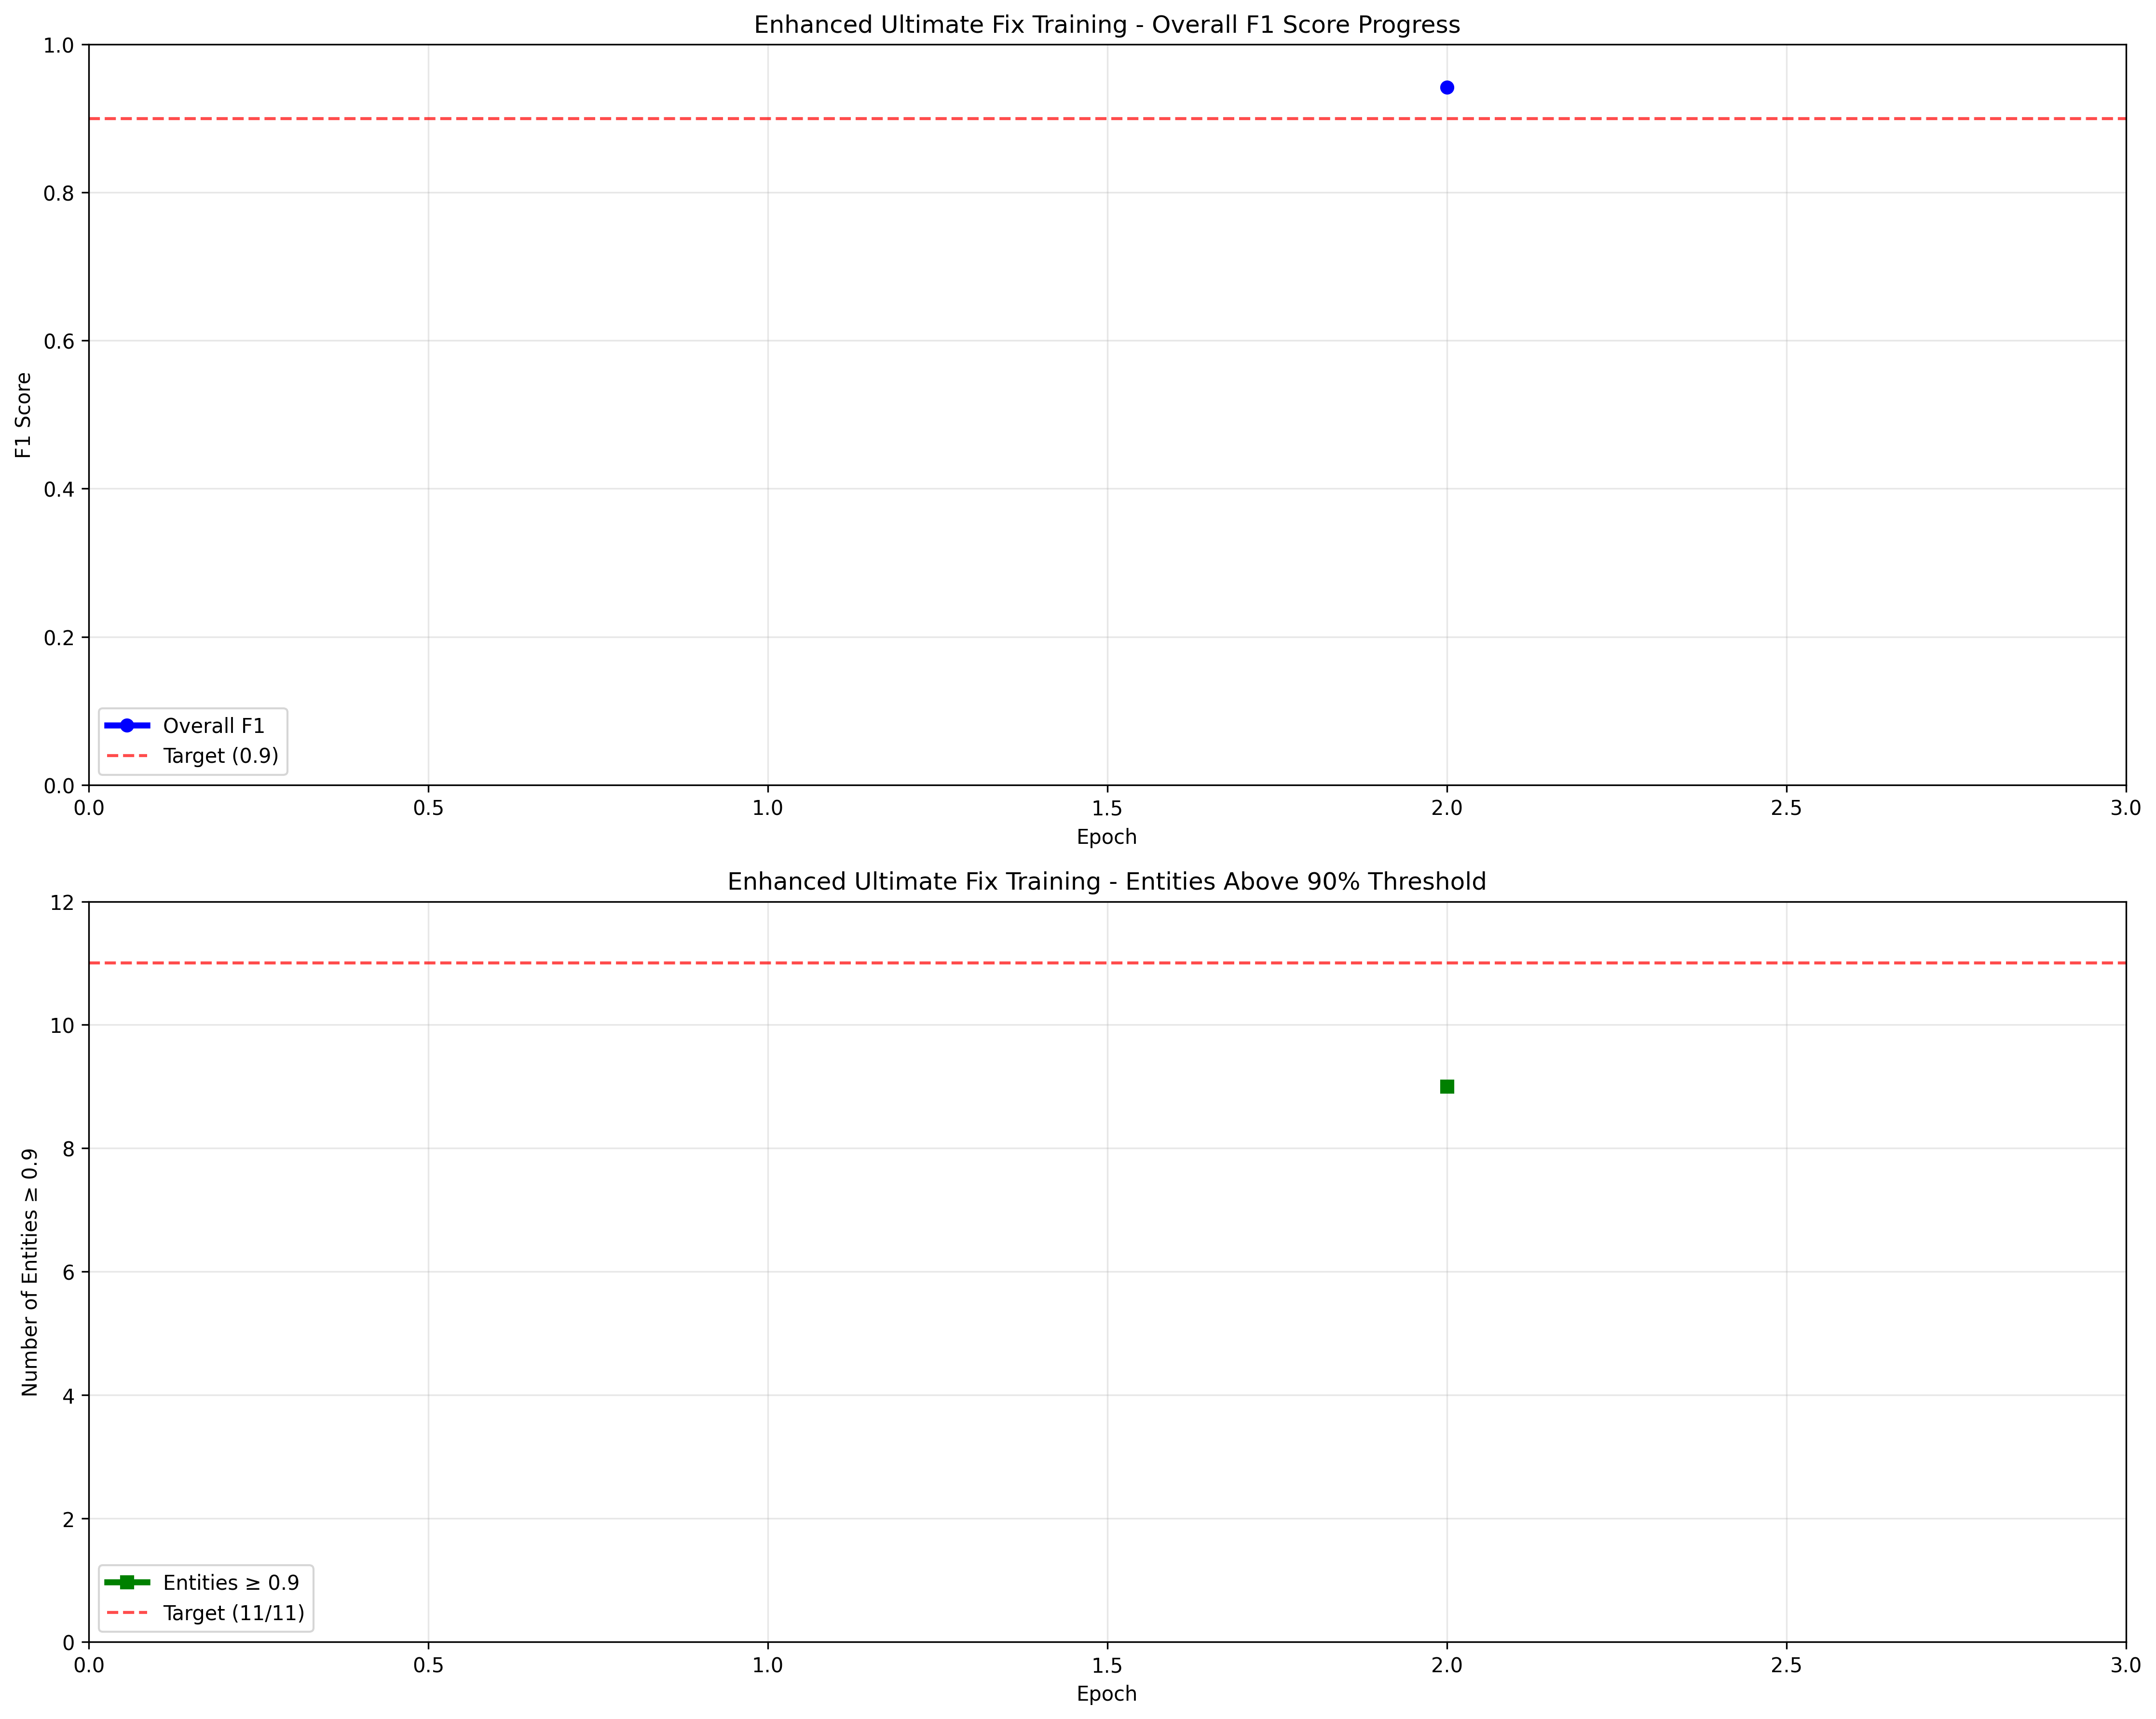 Enhanced Ultimate Fix Training - Overall F1 Score Progress
1.0
0.8
0.6
0.4
0.2
0.0
F1 Score
Overall F1
Target (0.9)
0.0 0.5 1.0 1.5 2.0 2.5 3.0
Epoch
Enhanced Ultimate Fix Training - Entities Above 90% Threshold
12
10
8
6
4
2
0
Number of Entities ≥ 0.9
Entities ≥ 0.9
Target (11/11)
0.0 0.5 1.0 1.5 2.0 2.5 3.0
Epoch